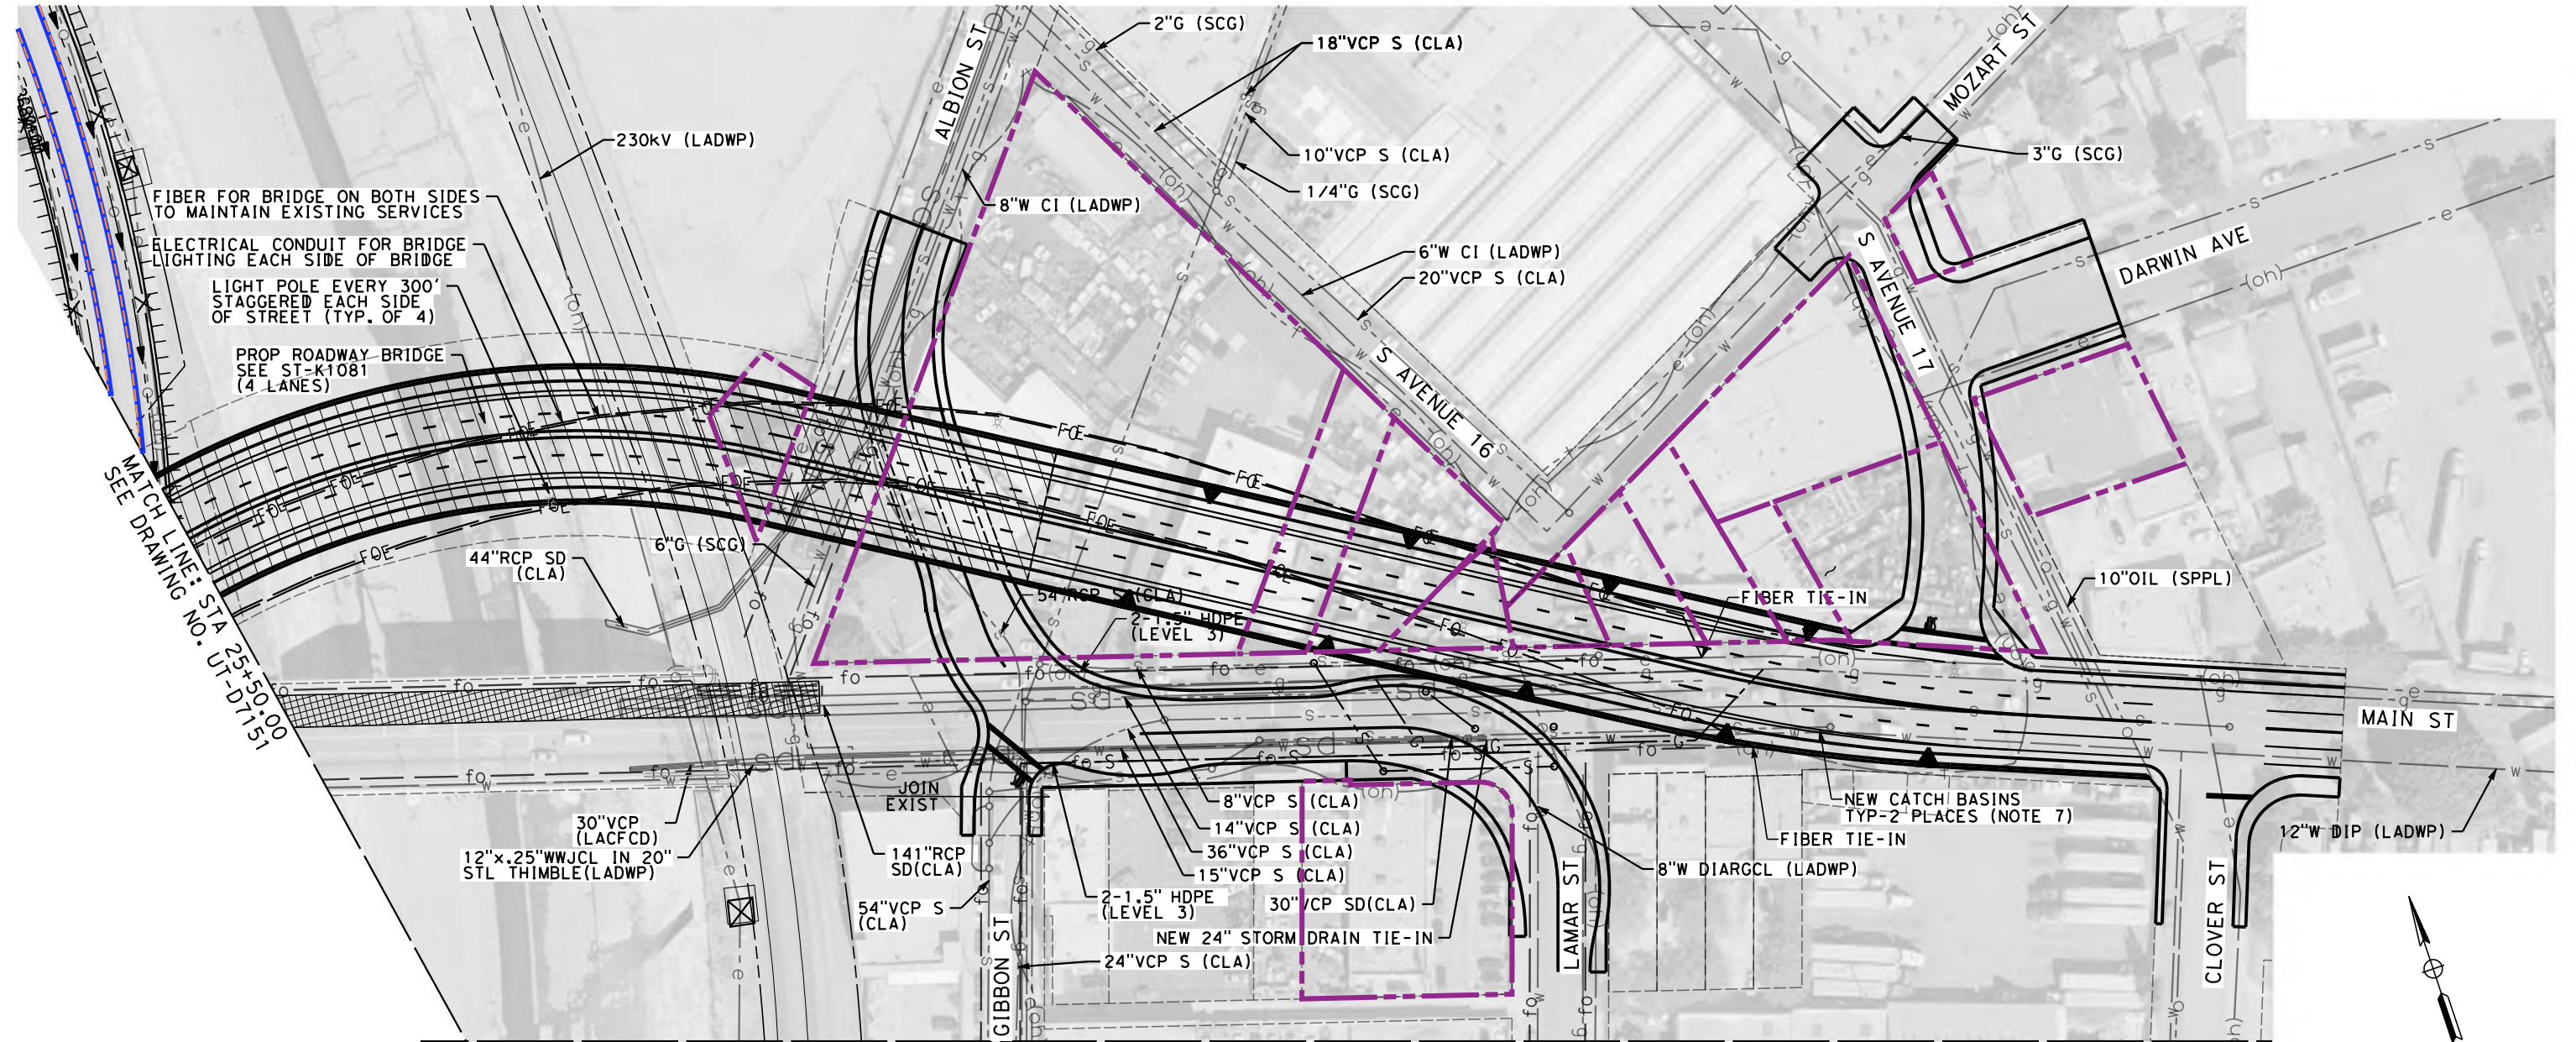 2"G (SCG)
18"VCP S (CLA)
ALBION ST
MOZART ST
230kV (LADWP)
10"VCP S (CLA)
3"G (SCG)
1/4"G (SCG)
8"W CI (LADWP)
FIBER FOR BRIDGE ON BOTH SIDES
TO MAINTAIN EXISTING SERVICES
ELECTRICAL CONDUIT FOR BRIDGE
LIGHTING EACH SIDE OF BRIDGE
6"W CI (LADWP)
20"VCP S (CLA)
S AVENUE 17
DARWIN AVE
LIGHT POLE EVERY 300'
STAGGERED EACH SIDE
OF STREET (TYP. OF 4)
PROP ROADWAY BRIDGE
SEE ST-K1081
(4 LANES)
S AVENUE 16
MATCH LINE: STA 25+50.00
SEE DRAWING NO. UT-D7151
44"RCP SD
(CLA)
6"G (SCG)
54"RCP S (CLA)
2-1.5" HDPE
(LEVEL 3)
FIBER TIE-IN
10"OIL (SPPL)
MAIN ST
JOIN
EXIST
30"VCP
(LACFCD)
12"x.25"WWJCL IN 20"
STL THIMBLE(LADWP)
141"RCP
SD(CLA)
54"VCP S
(CLA)
8"VCP S (CLA)
14"VCP S (CLA)
36"VCP S (CLA)
15"VCP S (CLA)
2-1.5" HDPE
(LEVEL 3)
30"VCP SD(CLA)
NEW 24" STORM DRAIN TIE-IN
24"VCP S (CLA)
8"W DIARGCL (LADWP)
NEW CATCH BASINS
TYP-2 PLACES (NOTE 7)
FIBER TIE-IN
12"W DIP (LADWP)
GIBBON ST
LAMAR ST
CLOVER ST